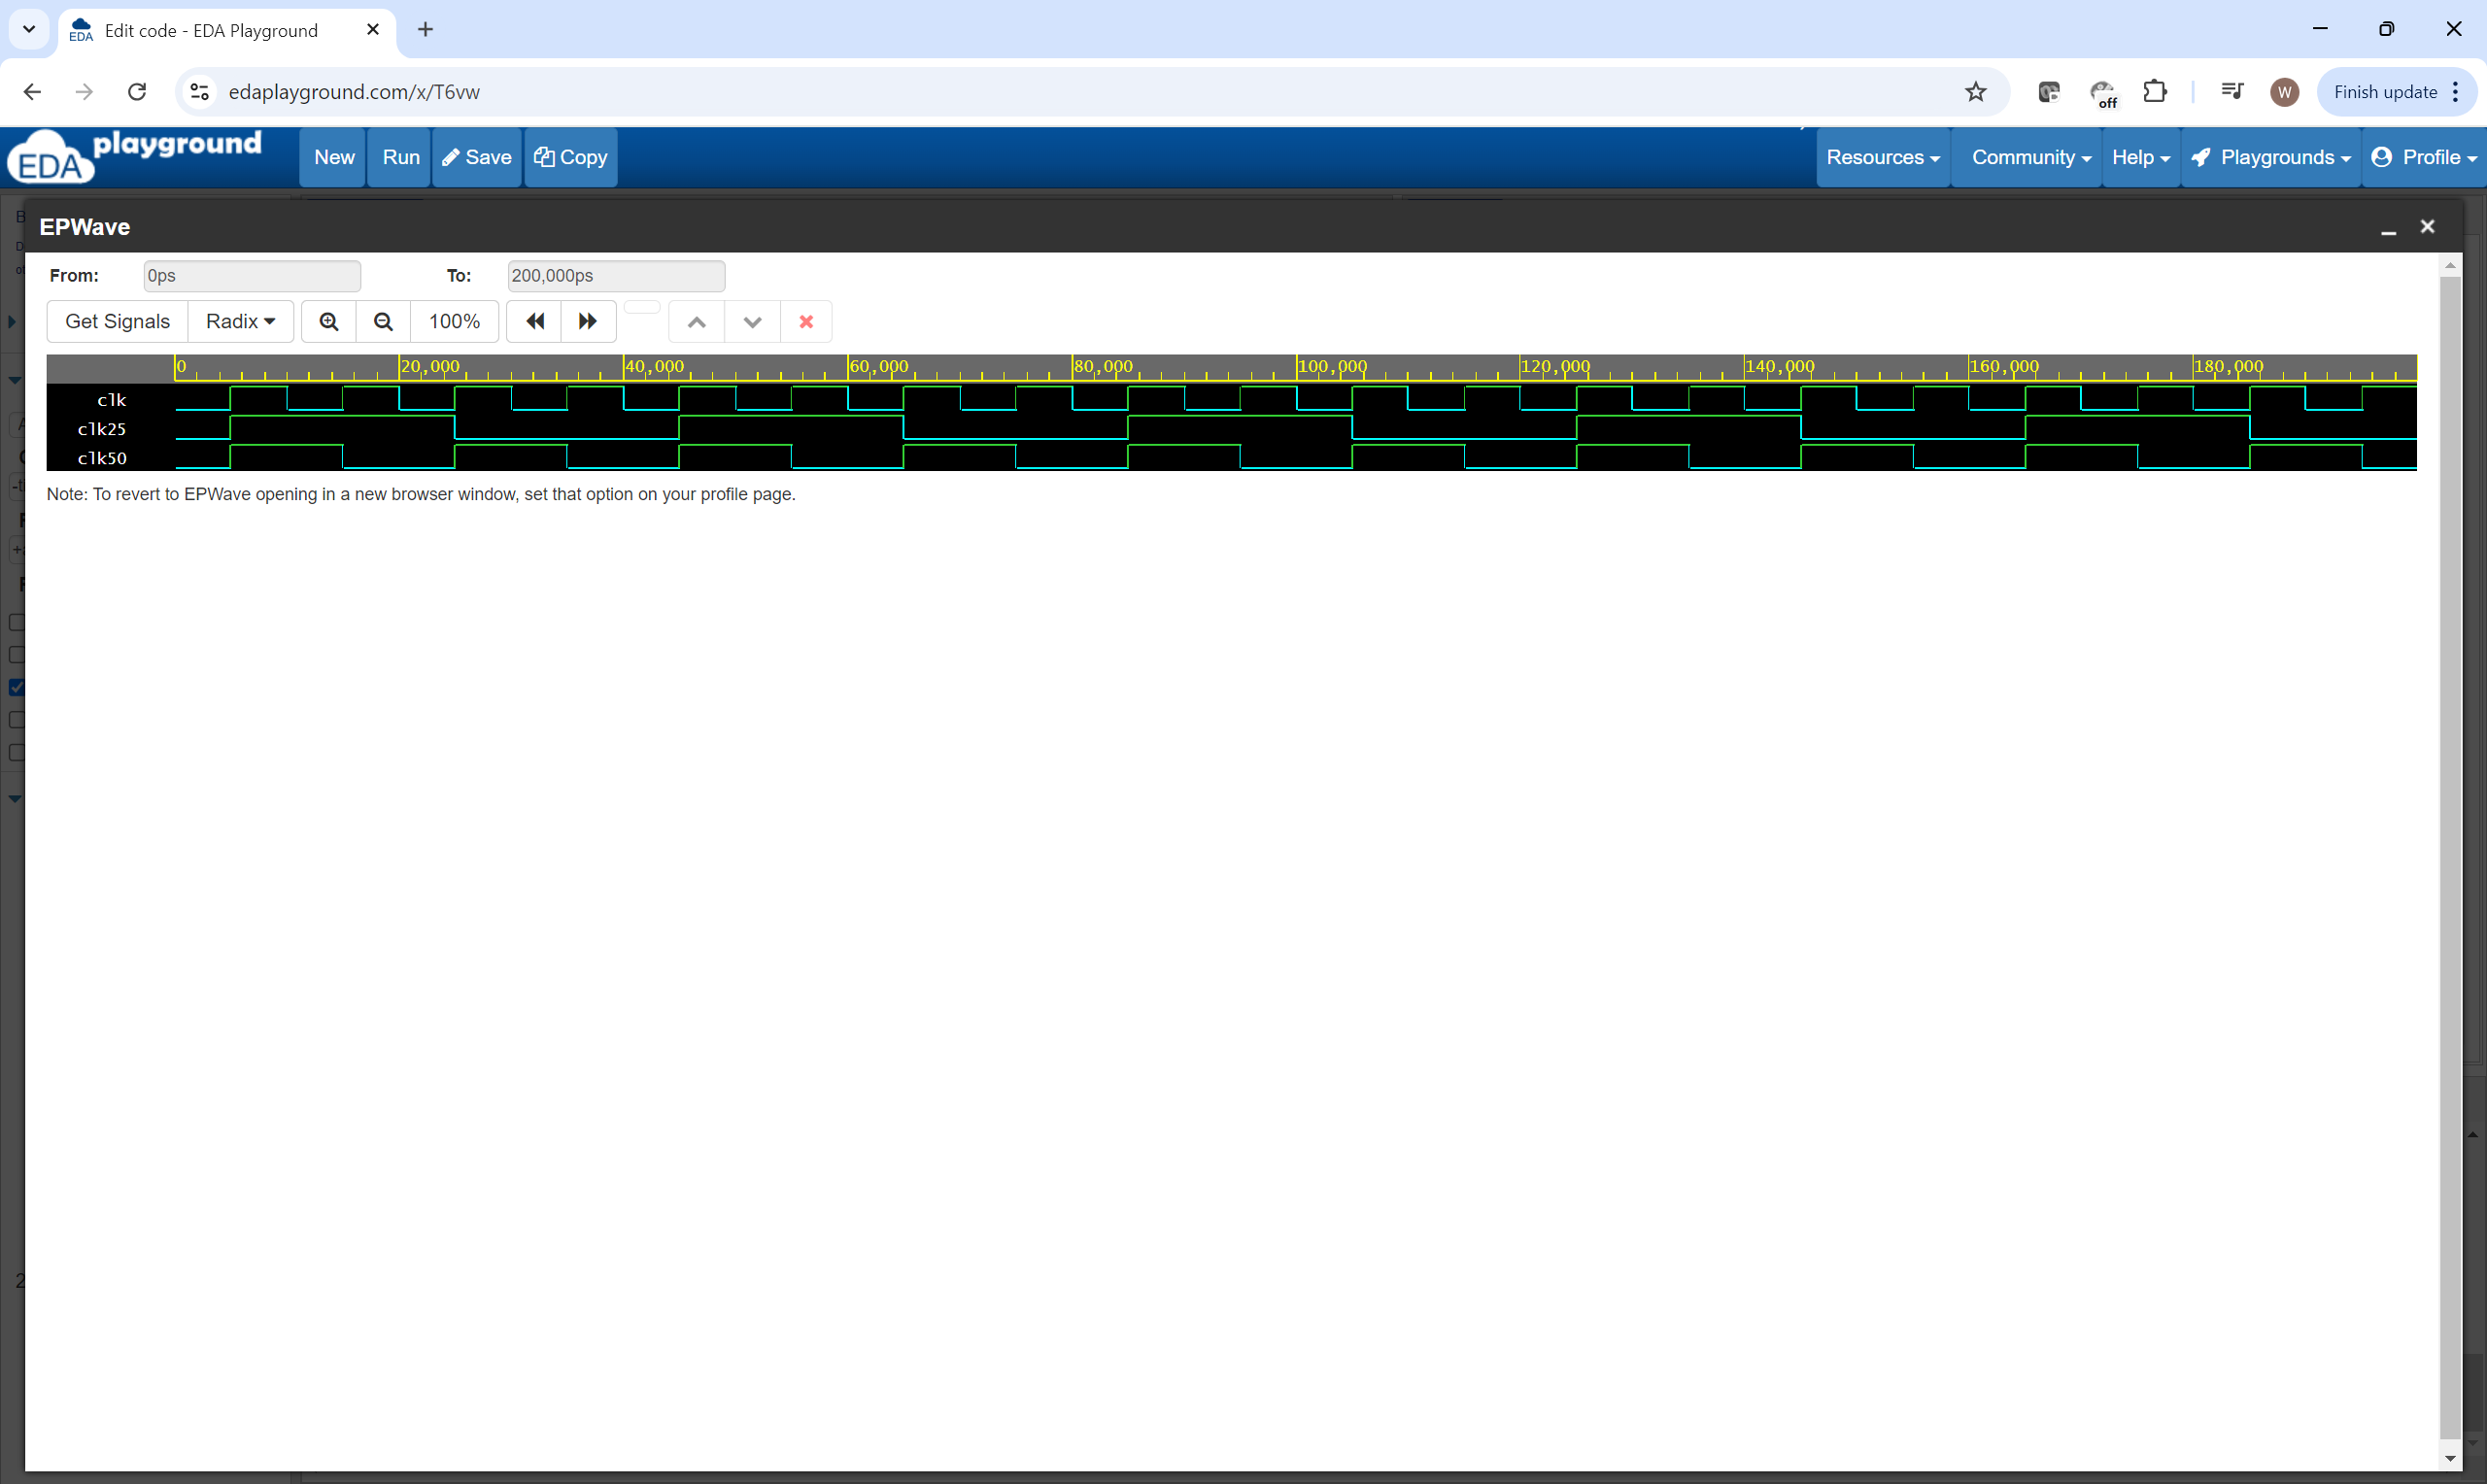 Edit code - EDA Playground
edaplayground.com/x/T6vw
off
W
Finish update
EDA playground
New Run Save Copy
Resources Community Help Playgrounds Profile
EPWave
From: 0ps To: 200,000ps
Get Signals Radix 100%
0 20,000 40,000 60,000 80,000 100,000 120,000 140,000 160,000 180,000
clk
clk25
clk50
Note: To revert to EPWave opening in a new browser window, set that option on your profile page.